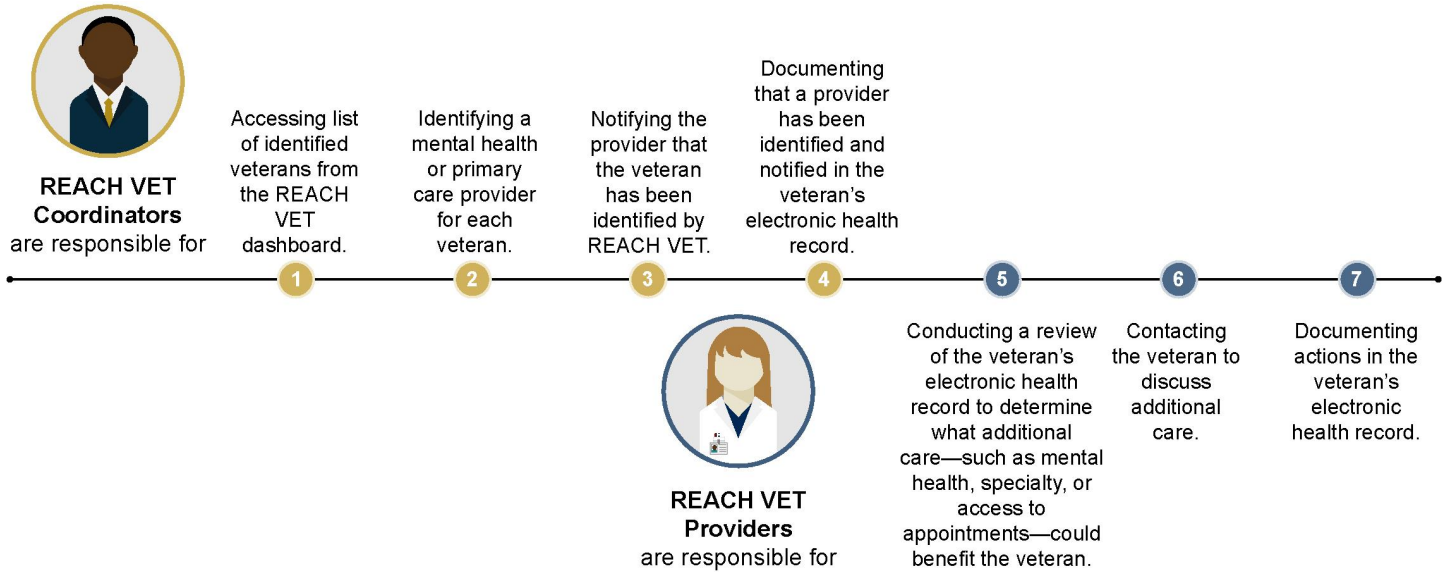 REACH VET
Coordinators
are responsible for
Accessing list
of identified
veterans from
the REACH
VET
dashboard.
1
Identifying a
mental health
or primary
care provider
for each
veteran.
2
Notifying the
provider that
the veteran
has been
identified by
REACH VET.
3
Documenting
that a provider
has been
identified and
notified in the
veteran’s
electronic health
record.
4
REACH VET
Providers
are responsible for
5
Conducting a review
of the veteran’s
electronic health
record to determine
what additional
care—such as mental
health, specialty, or
access to
appointments—could
benefit the veteran.
6
Contacting
the veteran to
discuss
additional
care.
7
Documenting
actions in the
veteran’s
electronic
health record.